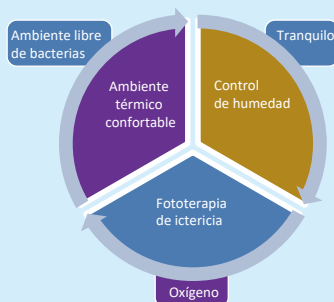 Ambiente libre
de bacterias
Tranquilo
Ambiente
térmico
confortable
Control
de humedad
Fototerapia
de ictericia
Oxígeno